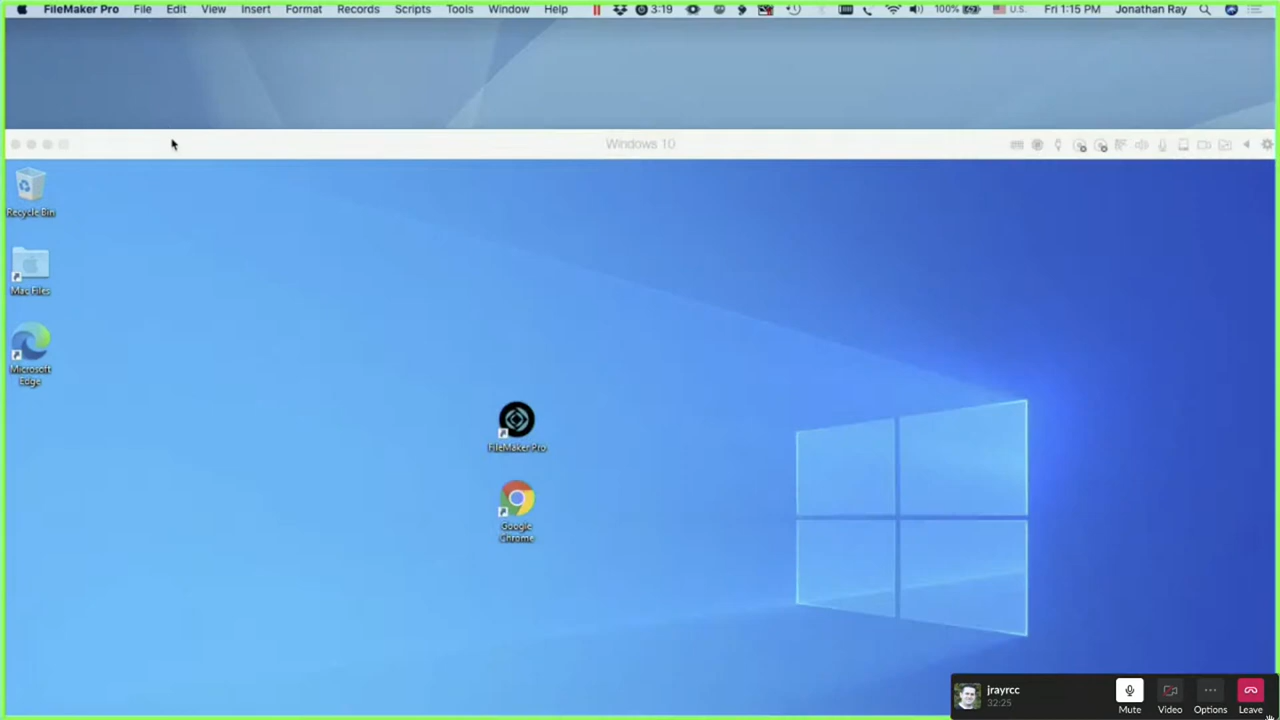 FileMaker Pro File Edit View Insert Format Records Scripts Tools Window Help 3:19 100% U.S. Fri 1:15 PM Jonathan Ray
Windows 10
Recycle Bin
Mac Files
Microsoft
Edge
FileMaker Pro
Google
Chrome
jrayrcc
32:25
Mute Video Options Leave